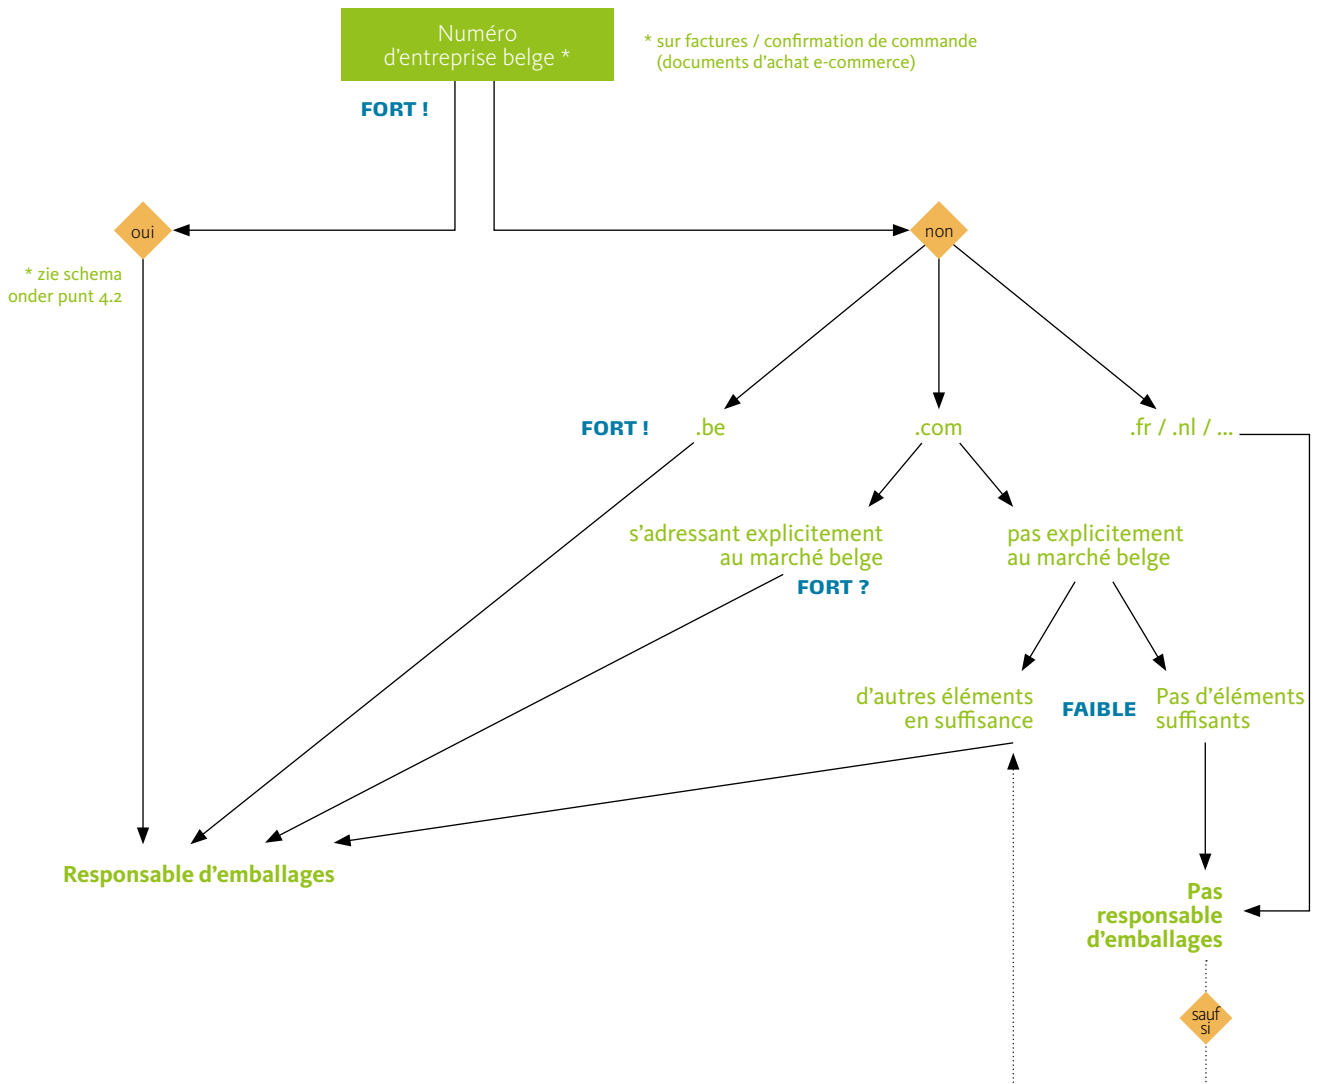 Numéro
d'entreprise belge *
* sur factures / confirmation de commande
(documents d'achat e-commerce)
FORT !
oui
non
* zie schema
onder punt 4.2
FORT !
.be
.com
.fr / .nl / ...
s'adressant explicitement
au marché belge
pas explicitement
au marché belge
FORT ?
d'autres éléments
en suffisance
FAIBLE
Pas d'éléments
suffisants
Responsable d'emballages
Pas
responsable
d'emballages
sauf
si